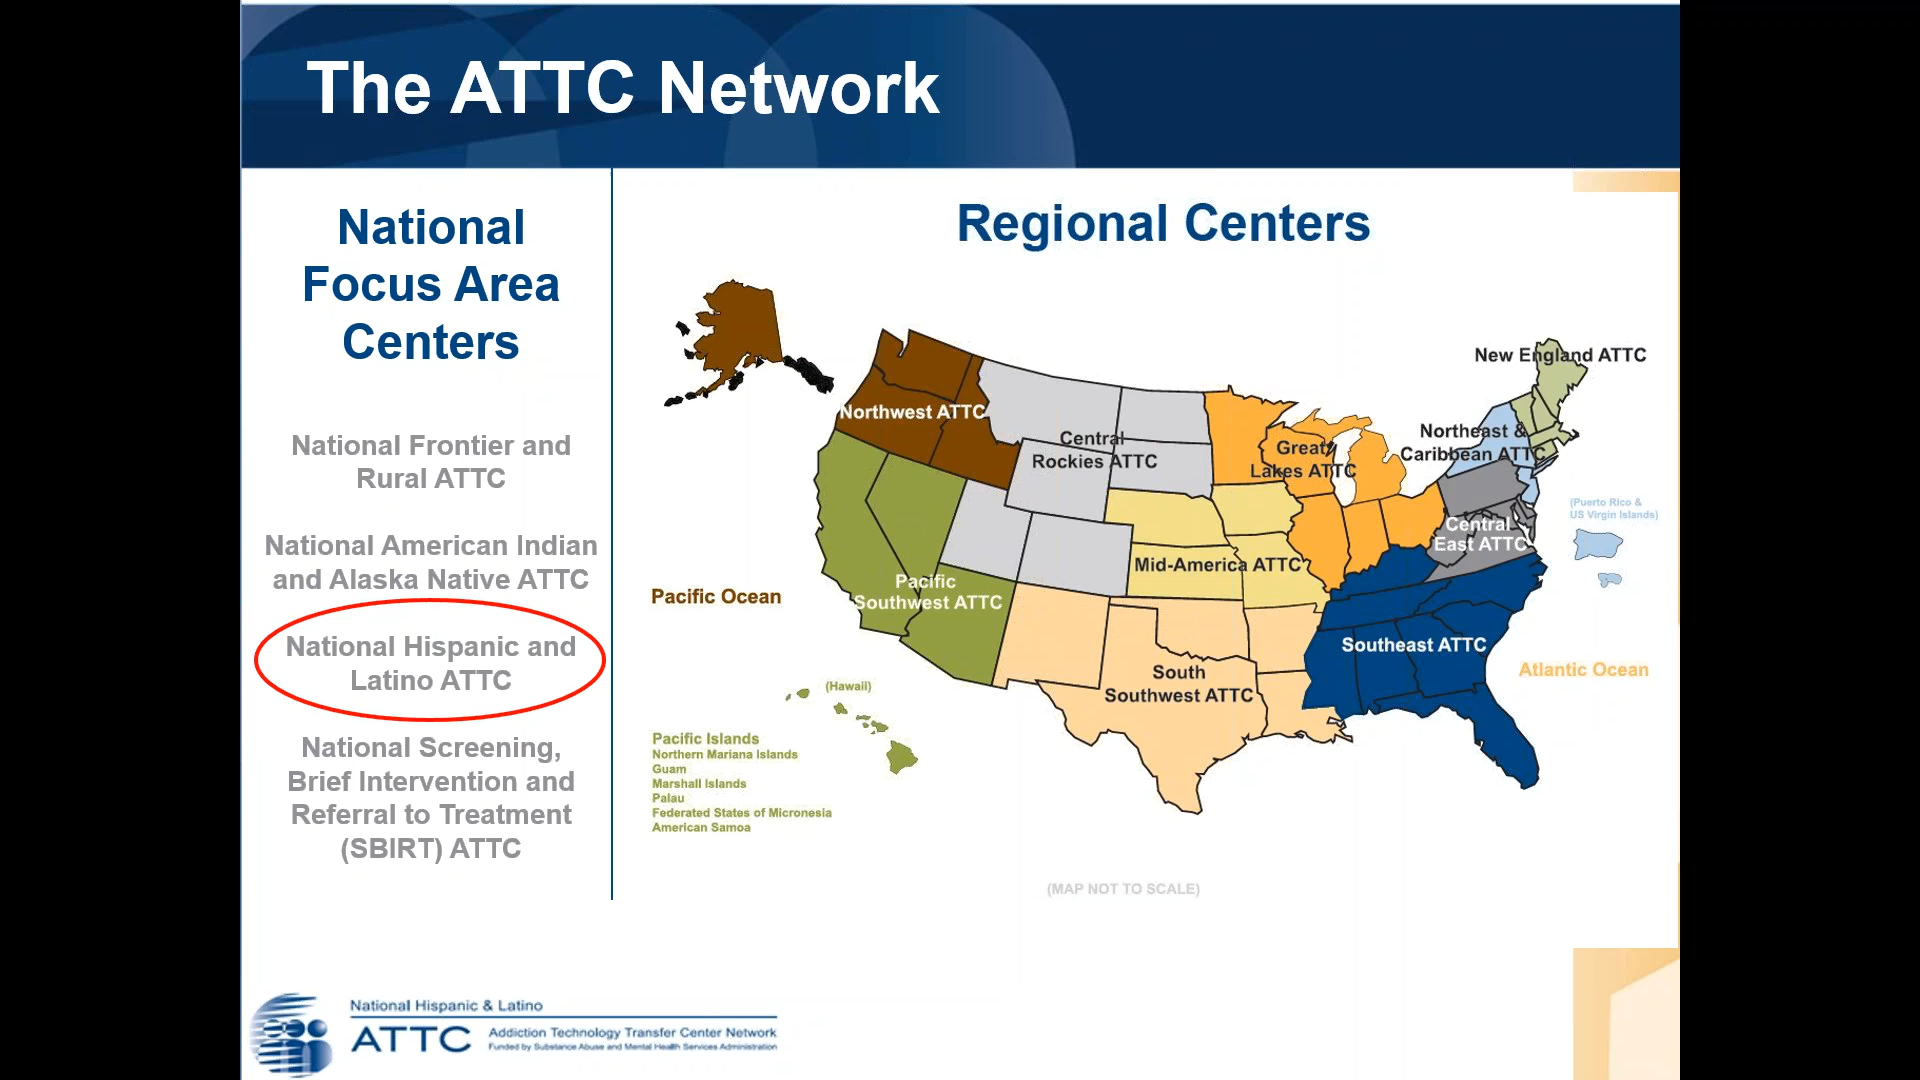 The ATTC Network
National
Focus Area
Centers
National Frontier and
Rural ATTC
National American Indian
and Alaska Native ATTC
National Hispanic and
Latino ATTC
National Screening,
Brief Intervention and
Referral to Treatment
(SBIRT) ATTC
Regional Centers
New England ATTC
Northwest ATTC
Central
Rockies ATTC
Great
Lakes ATTC
Northeast &
Caribbean ATTC
(Puerto Rico &
US Virgin Islands)
Central
East ATTC
Mid-America ATTC
Pacific
Southwest ATTC
Pacific Ocean
Southeast ATTC
Atlantic Ocean
South
Southwest ATTC
(Hawaii)
Pacific Islands
Northern Mariana Islands
Guam
Marshall Islands
Palau
Federated States of Micronesia
American Samoa
(MAP NOT TO SCALE)
National Hispanic & Latino
ATTC
Addiction Technology Transfer Center Network
Funded by Substance Abuse and Mental Health Services Administration